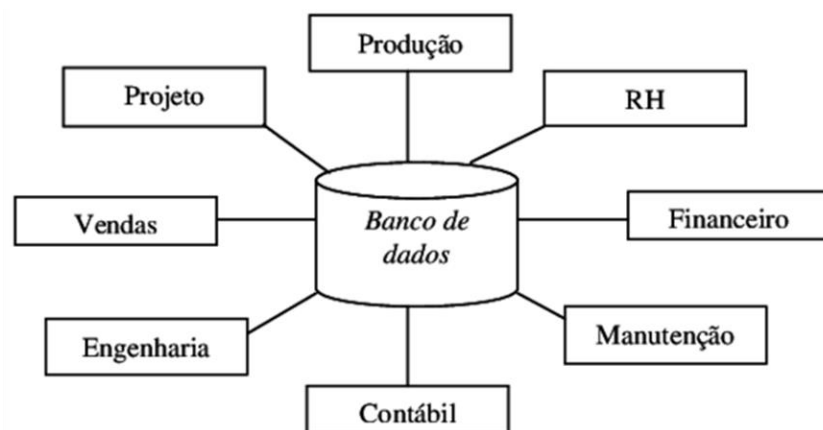 Produção
Projeto
RH
Vendas
Banco de
dados
Financeiro
Engenharia
Manutenção
Contábil